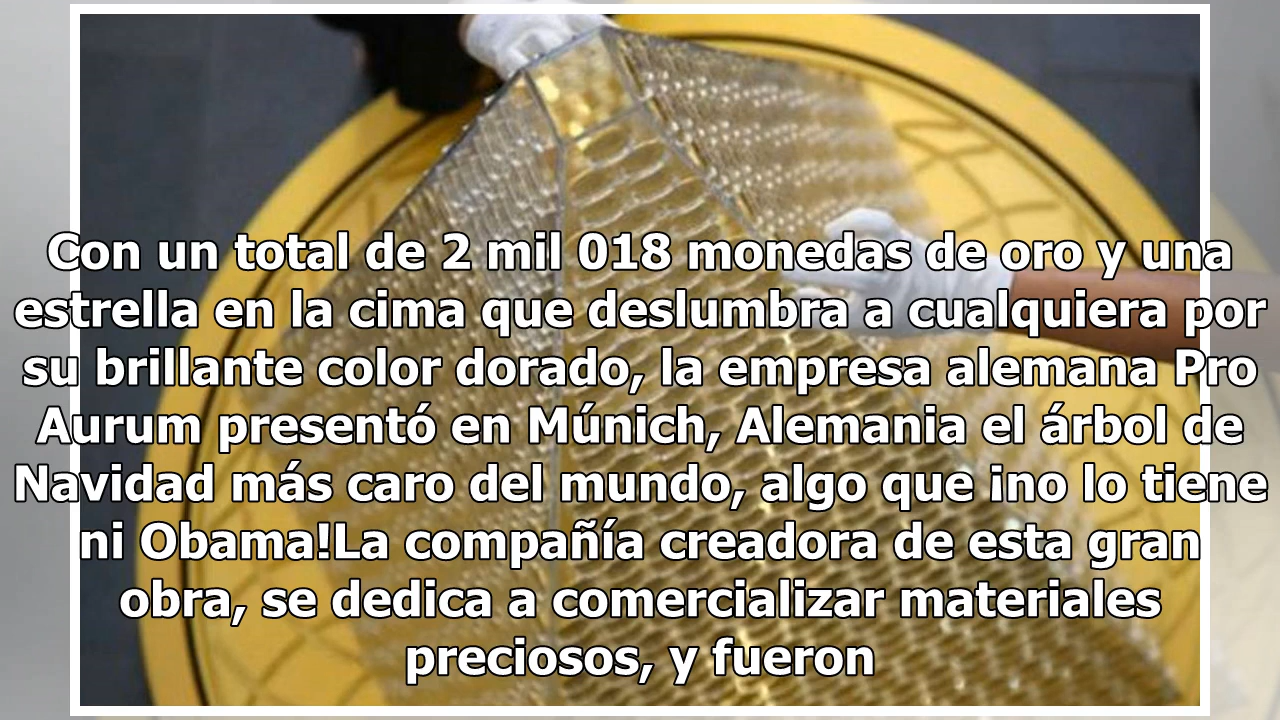 Con un total de 2 mil 018 monedas de oro y una
estrella en la cima que deslumbra a cualquiera por
su brillante color dorado, la empresa alemana Pro
Aurum presentó en Múnich, Alemania el árbol de
Navidad más caro del mundo, algo que ¡no lo tiene
ni Obama!La compañía creadora de esta gran
obra, se dedica a comercializar materiales
preciosos, y fueron